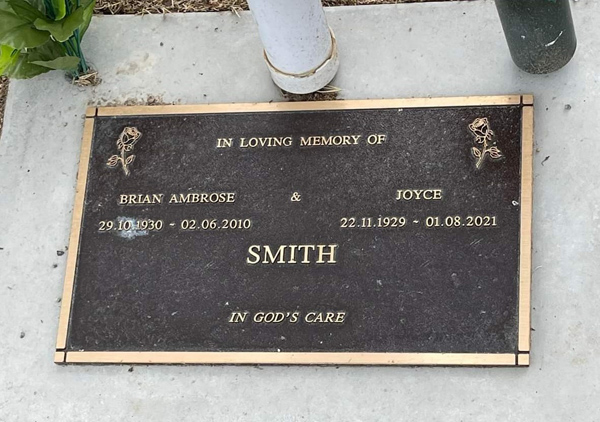 IN LOVING MEMORY OF
BRIAN AMBROSE & JOYCE
29.10.1930 ~ 02.06.2010 22.11.1929 ~ 01.08.2021
SMITH
IN GOD'S CARE